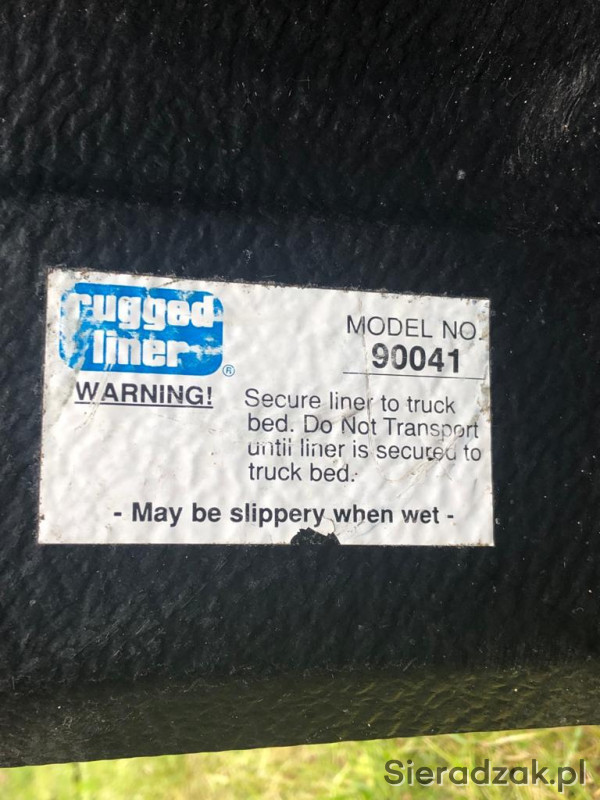 rugged
liner®
MODEL NO.
90041
WARNING!
Secure liner to truck
bed. Do Not Transport
until liner is secured to
truck bed.
- May be slippery when wet -
Sieradzak.pl